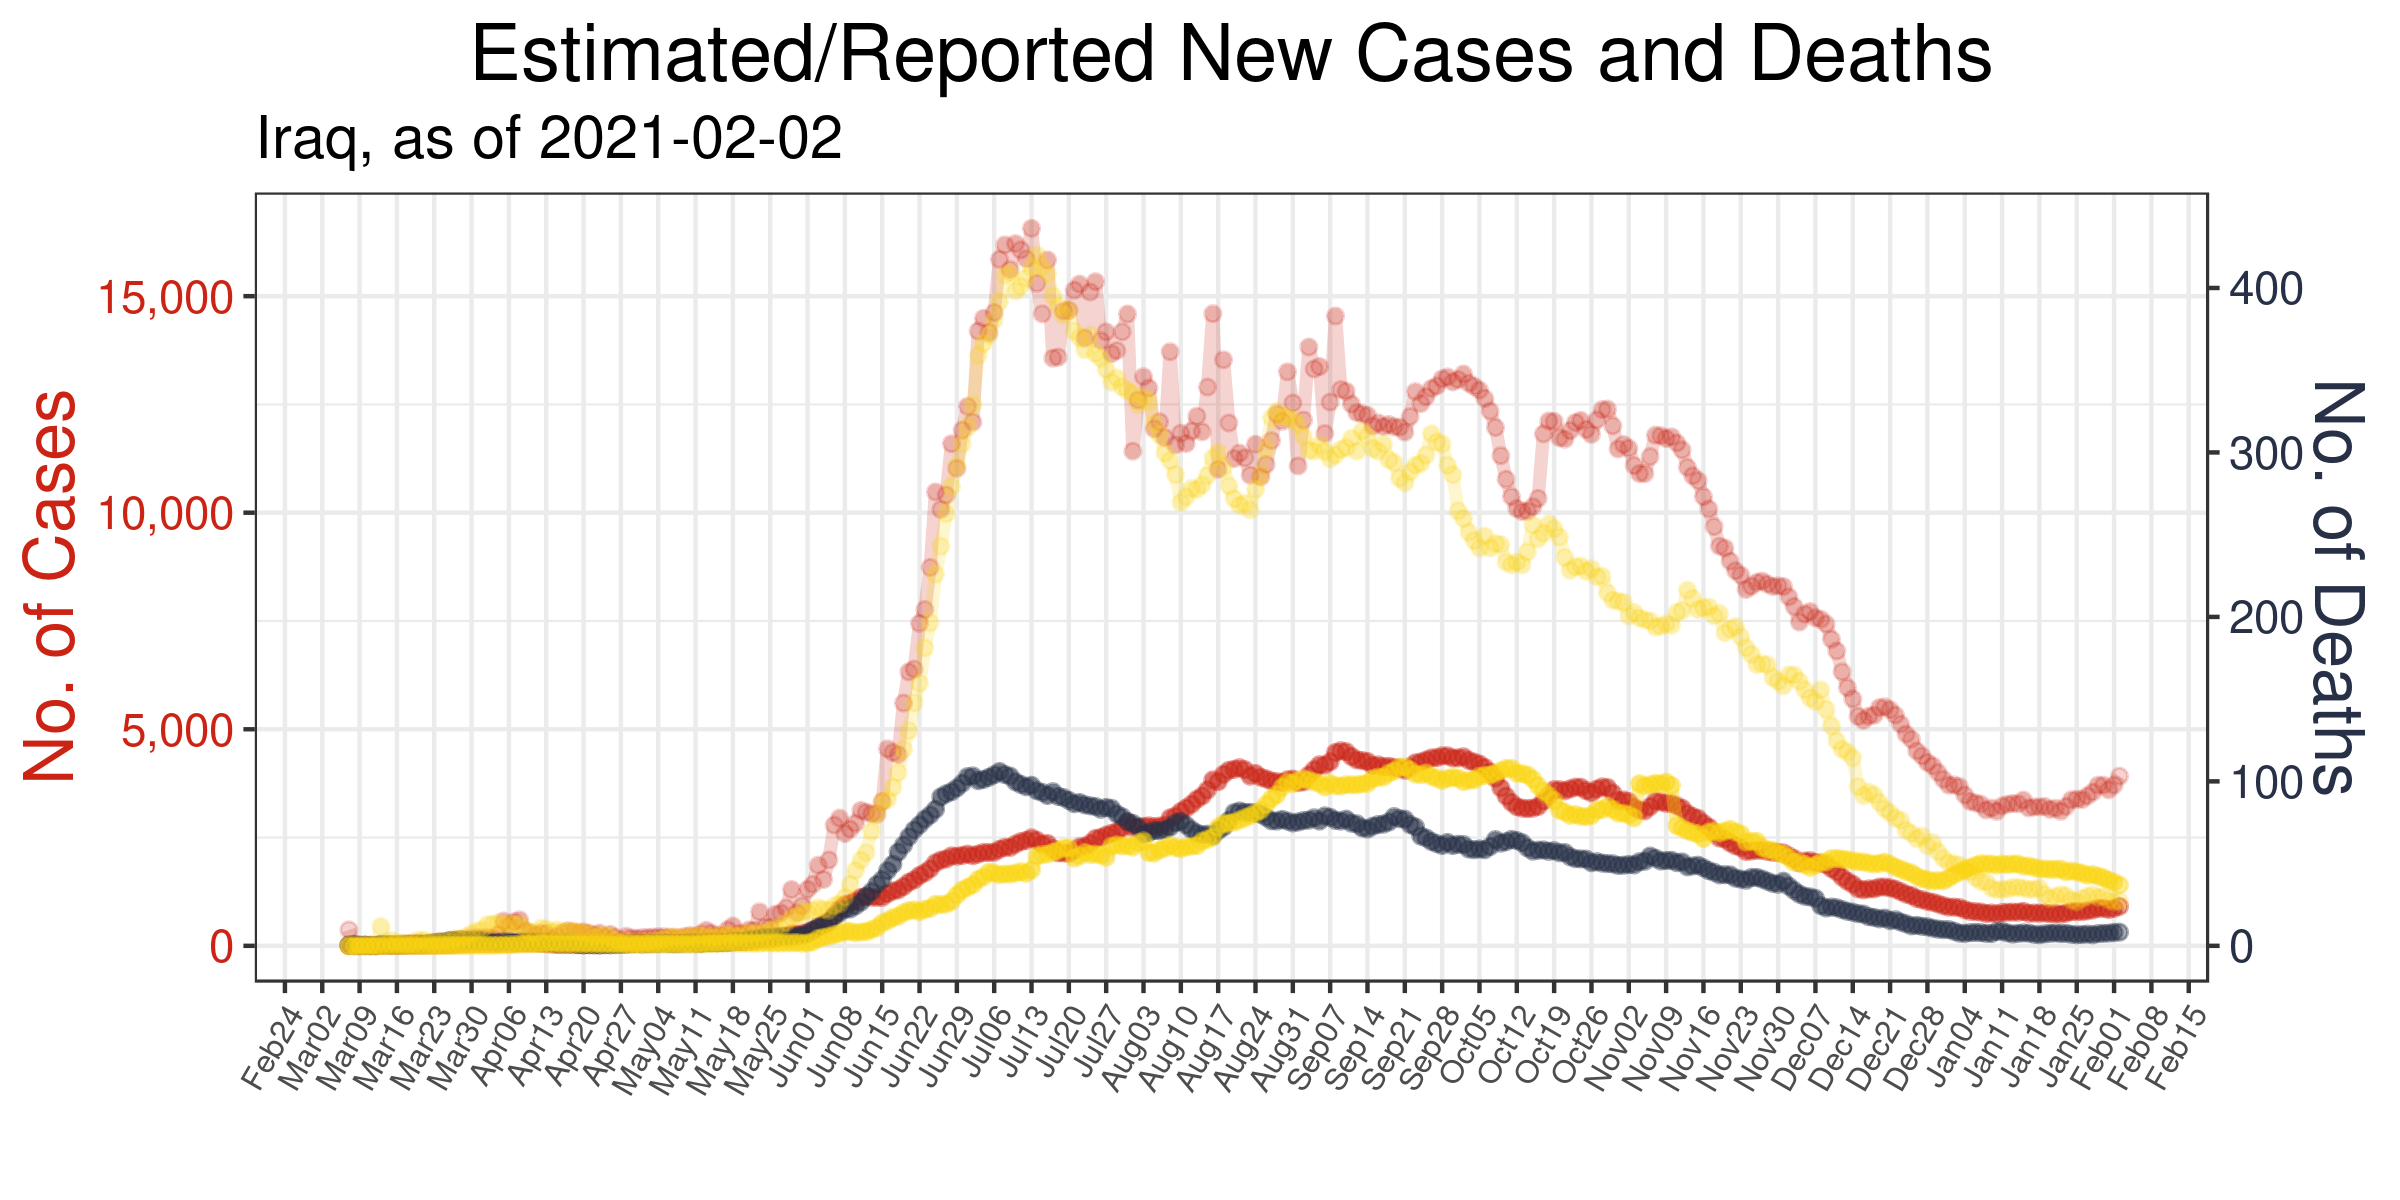 Estimated/Reported New Cases and Deaths
Iraq, as of 2021-02-02
No. of Cases
15,000
10,000
5,000
0
No. of Deaths
400
300
200
100
0
Feb24
Mar02
Mar09
Mar16
Mar23
Mar30
Apr06
Apr13
Apr20
Apr27
May04
May11
May18
May25
Jun01
Jun08
Jun15
Jun22
Jun29
Jul06
Jul13
Jul20
Jul27
Aug03
Aug10
Aug17
Aug24
Aug31
Sep07
Sep14
Sep21
Sep28
Oct05
Oct12
Oct19
Oct26
Nov02
Nov09
Nov16
Nov23
Nov30
Dec07
Dec14
Dec21
Dec28
Jan04
Jan11
Jan18
Jan25
Feb01
Feb08
Feb15